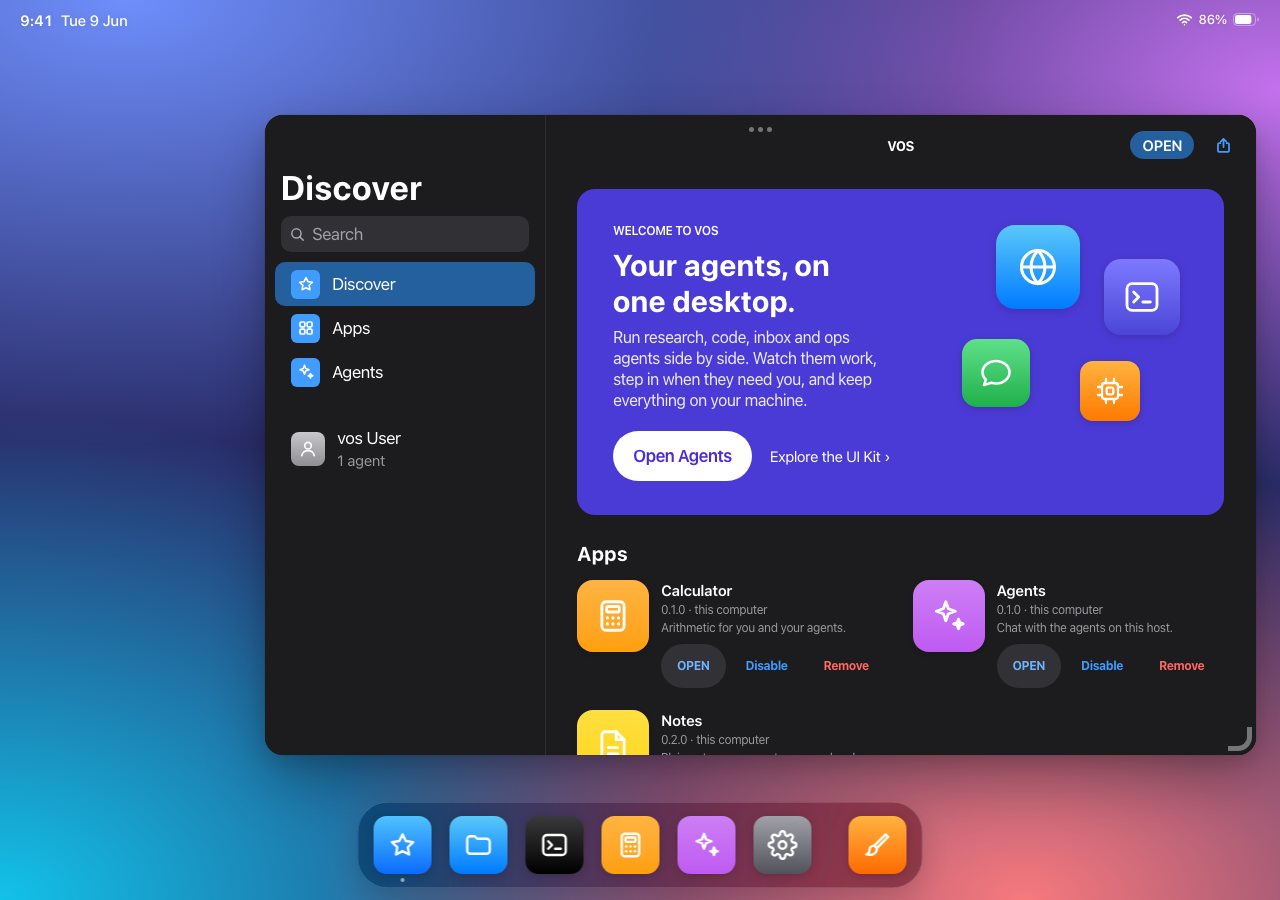 9:41 Tue 9 Jun
86%
VOS
OPEN
Discover
Search
Discover
Apps
Agents
vos User
1 agent
WELCOME TO VOS
Your agents, on
one desktop.
Run research, code, inbox and ops
agents side by side. Watch them work,
step in when they need you, and keep
everything on your machine.
Open Agents
Explore the UI Kit ›
Apps
Calculator
0.1.0 · this computer
Arithmetic for you and your agents.
OPEN Disable Remove
Agents
0.1.0 · this computer
Chat with the agents on this host.
OPEN Disable Remove
Notes
0.2.0 · this computer